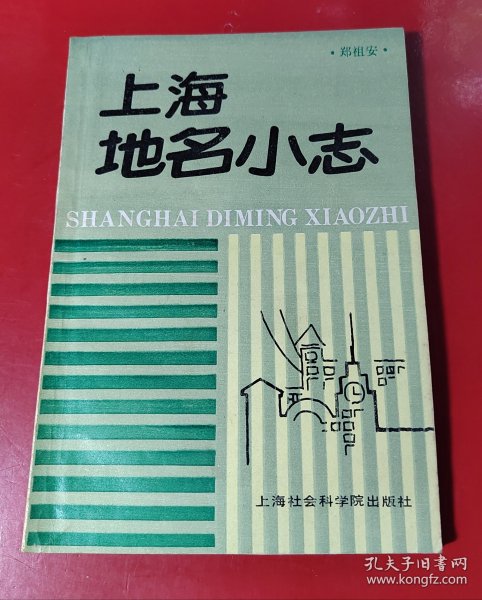 ·郑祖安·
上海
地名小志
SHANGHAI DIMING XIAOZHI
上海社会科学院出版社
孔夫子旧书网
www.kongfz.com